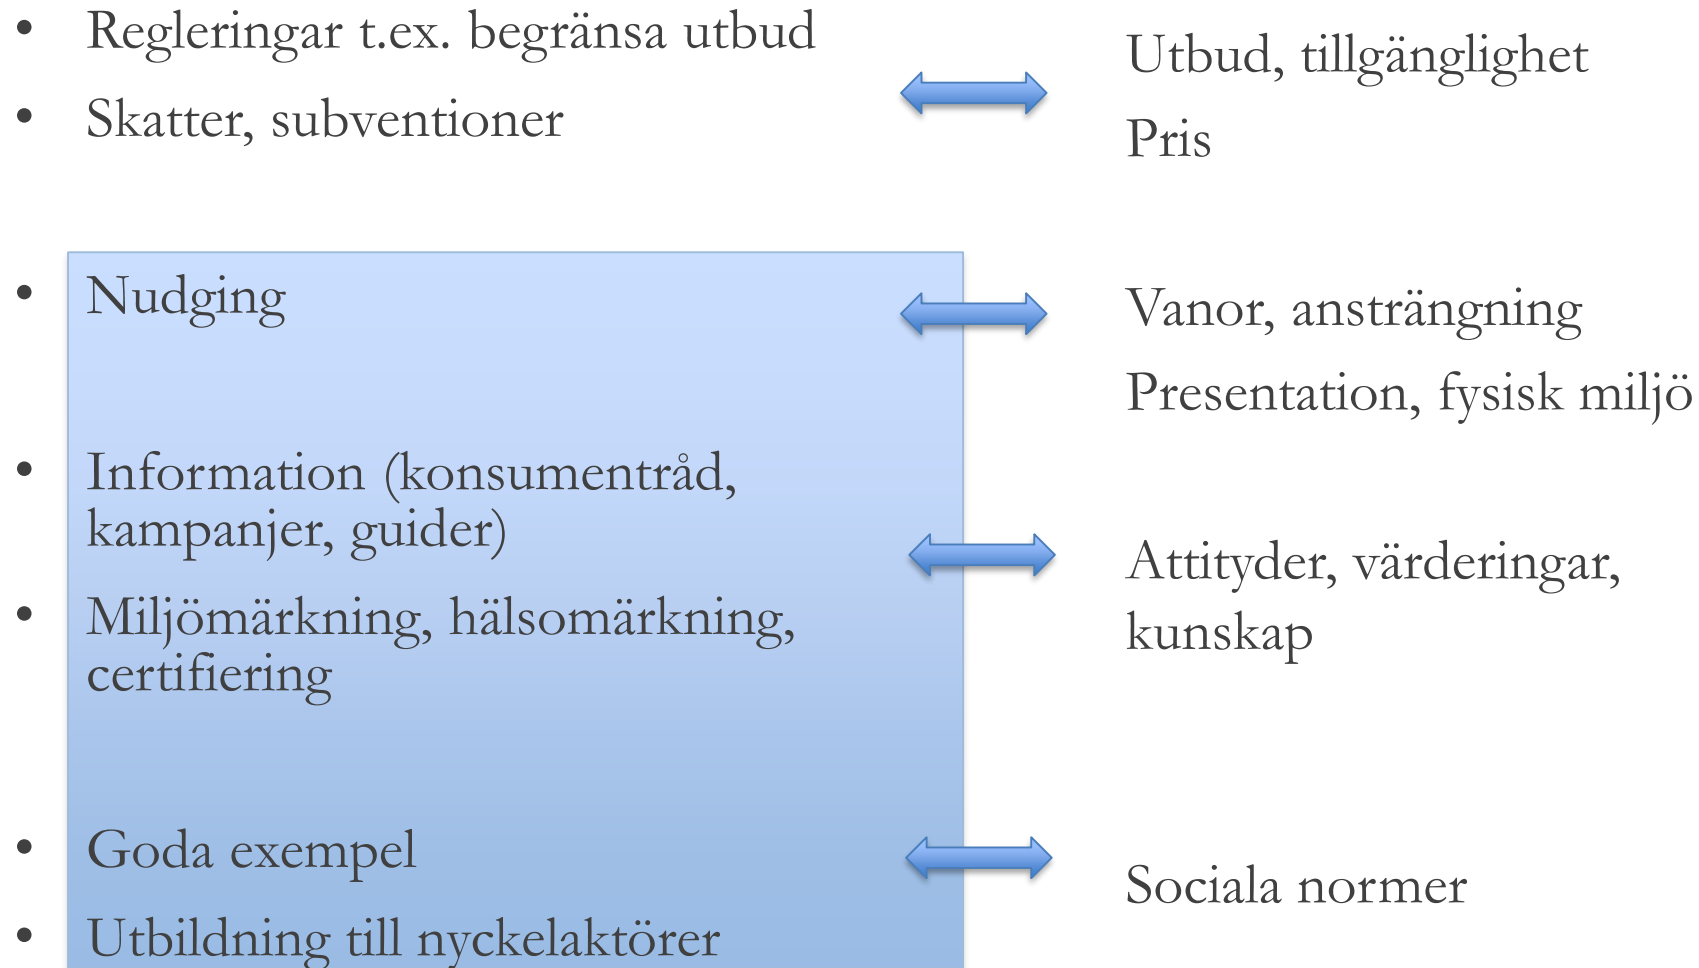 • Regleringar t.ex. begränsa utbud
• Skatter, subventioner
Utbud, tillgänglighet
Pris
• Nudging
Vanor, ansträngning
Presentation, fysisk miljö
• Information (konsumentråd,
kampanjer, guider)
• Miljömärkning, hälsomärkning,
certifiering
Attityder, värderingar,
kunskap
• Goda exempel
• Utbildning till nyckelaktörer
Sociala normer